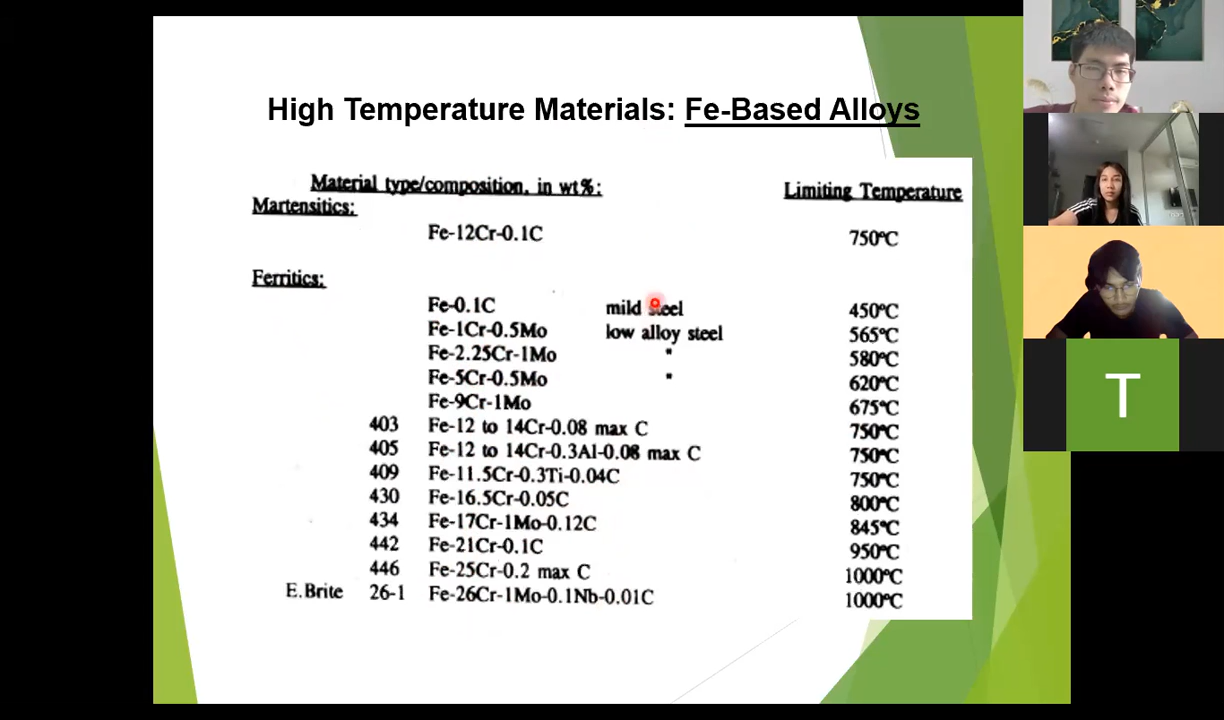 High Temperature Materials: Fe-Based Alloys
Material type/composition, in wt%: Limiting Temperature
Martensitics:
Fe-12Cr-0.1C 750°C
Ferritics:
Fe-0.1C mild steel 450°C
Fe-1Cr-0.5Mo low alloy steel 565°C
Fe-2.25Cr-1Mo " 580°C
Fe-5Cr-0.5Mo " 620°C
Fe-9Cr-1Mo 675°C
403 Fe-12 to 14Cr-0.08 max C 750°C
405 Fe-12 to 14Cr-0.3Al-0.08 max C 750°C
409 Fe-11.5Cr-0.3Ti-0.04C 750°C
430 Fe-16.5Cr-0.05C 800°C
434 Fe-17Cr-1Mo-0.12C 845°C
442 Fe-21Cr-0.1C 950°C
446 Fe-25Cr-0.2 max C 1000°C
E.Brite 26-1 Fe-26Cr-1Mo-0.1Nb-0.01C 1000°C
T